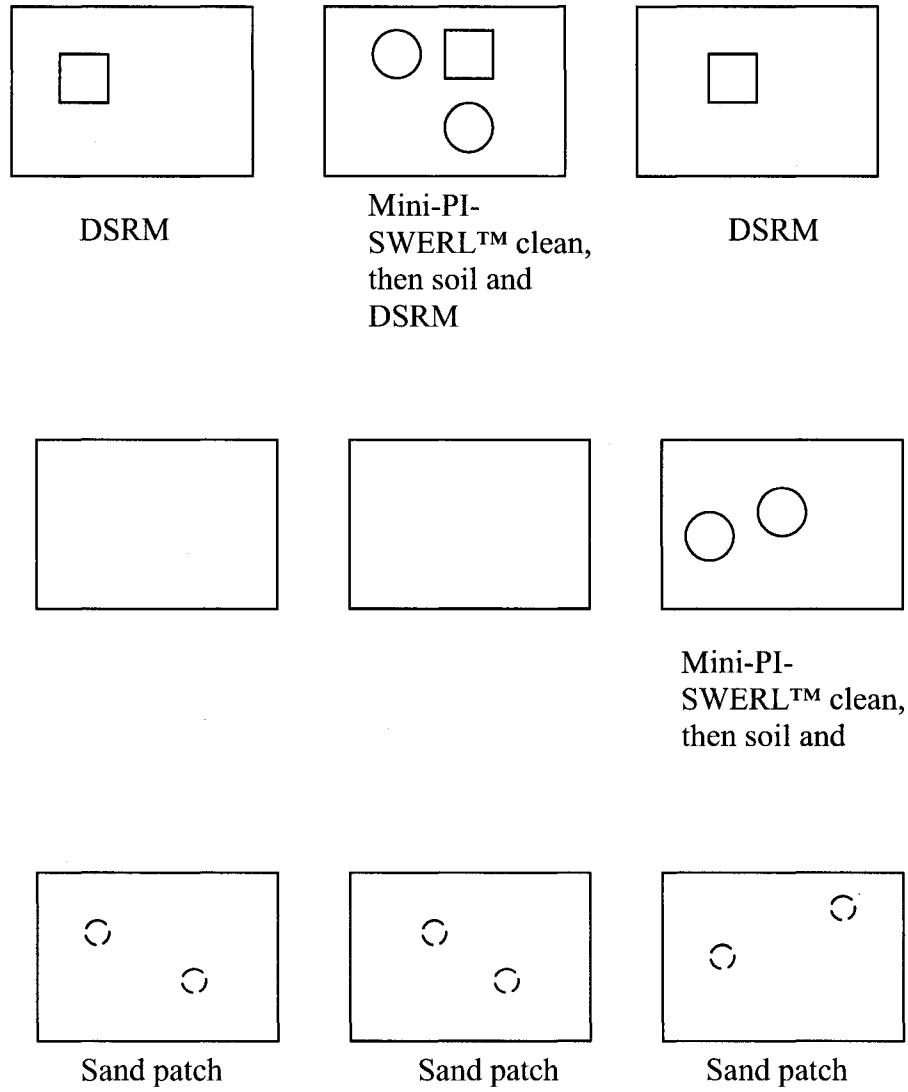 DSRM
Mini-PI-
SWERL™ clean,
then soil and
DSRM
DSRM
Mini-PI-
SWERL™ clean,
then soil and
Sand patch
Sand patch
Sand patch